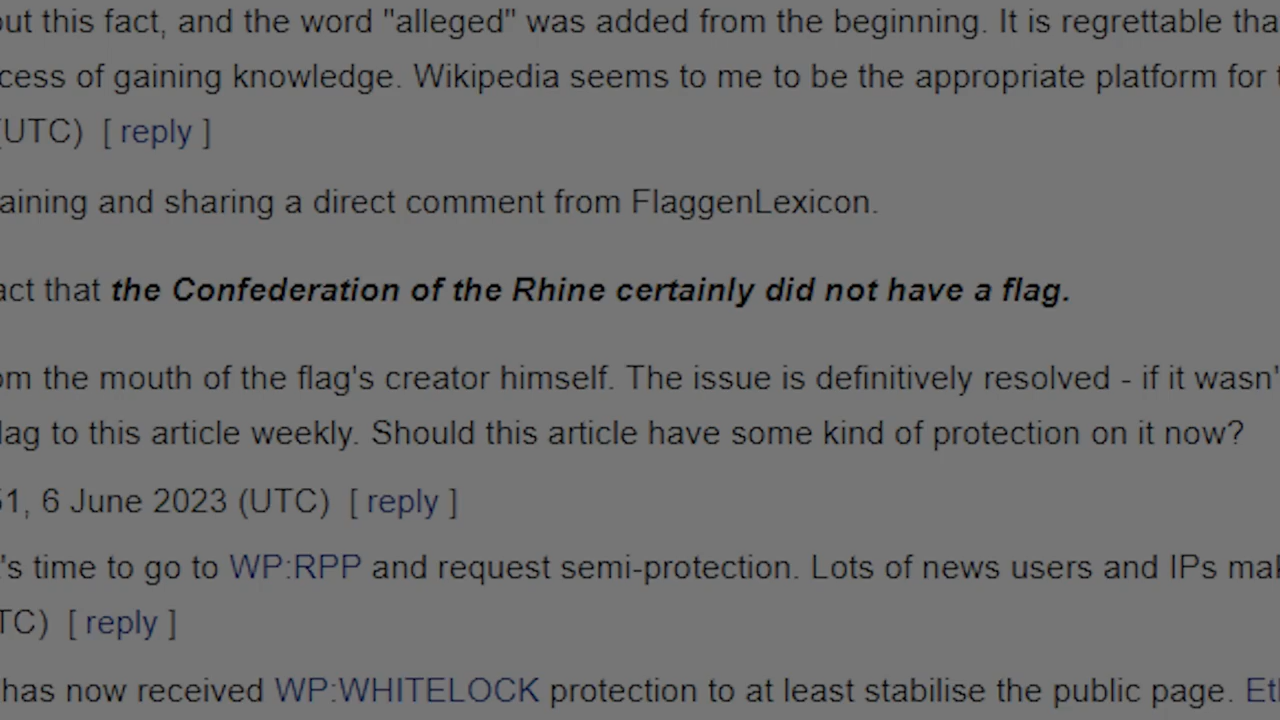 out this fact, and the word "alleged" was added from the beginning. It is regrettable tha
cess of gaining knowledge. Wikipedia seems to me to be the appropriate platform for t
(UTC) [ reply ]
aining and sharing a direct comment from FlaggenLexicon.
act that the Confederation of the Rhine certainly did not have a flag.
om the mouth of the flag's creator himself. The issue is definitively resolved - if it wasn'
lag to this article weekly. Should this article have some kind of protection on it now?
51, 6 June 2023 (UTC) [ reply ]
's time to go to WP:RPP and request semi-protection. Lots of news users and IPs mak
TC) [ reply ]
has now received WP:WHITELOCK protection to at least stabilise the public page. Et